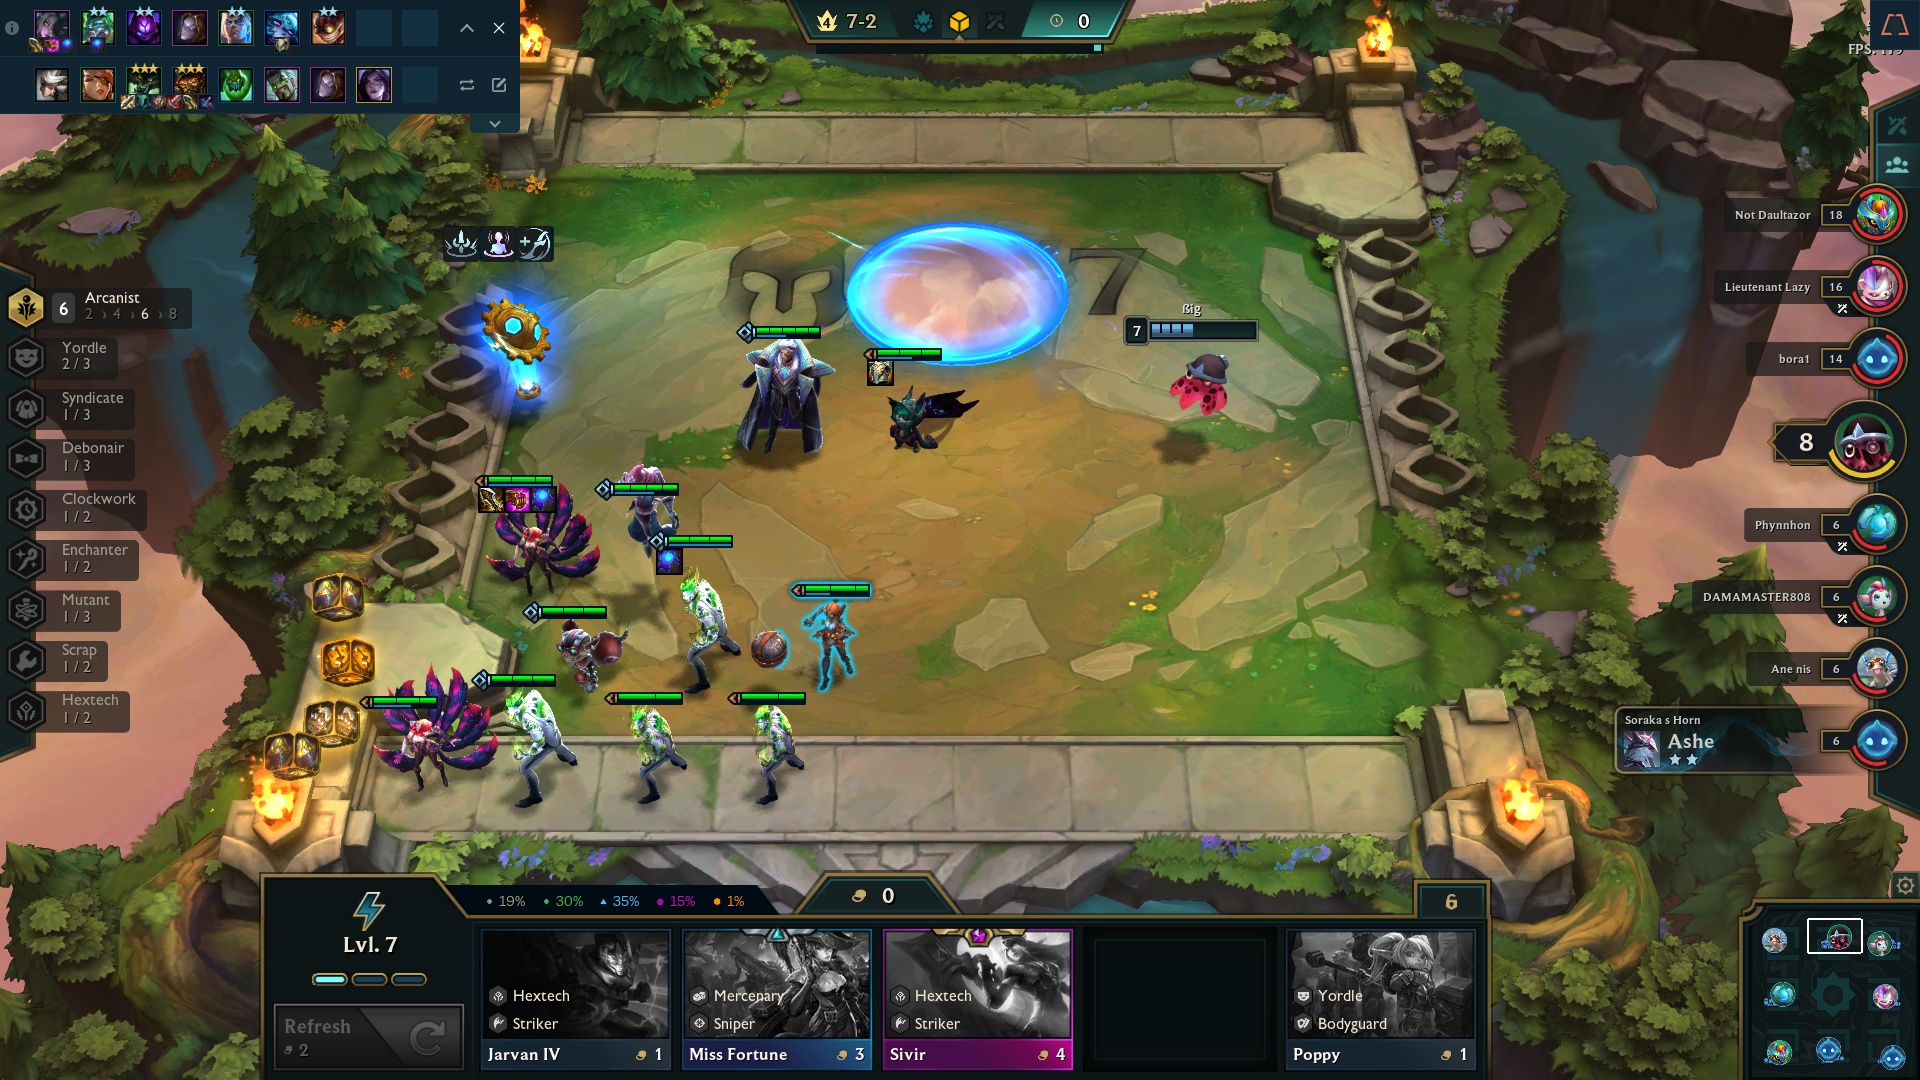 4
7-2
0
FPS: 119
Not Daultazor
18
Lieutenant Lazy
16
bora1
14
8
Phynnhon
6
DAMAMASTER808
6
Ane nis
6
Soraka s Horn
Ashe
6
6
Arcanist
2 › 4 › 6 › 8
Yordle
2 / 3
Syndicate
1 / 3
Debonair
1 / 3
Clockwork
1 / 2
Enchanter
1 / 2
Mutant
1 / 3
Scrap
1 / 2
Hextech
1 / 2
7
ßig
7
19%
30%
35%
15%
1%
0
6
Lvl. 7
Refresh
2
Hextech
Striker
Jarvan IV
1
Mercenary
Sniper
Miss Fortune
3
Hextech
Striker
Sivir
4
Yordle
Bodyguard
Poppy
1